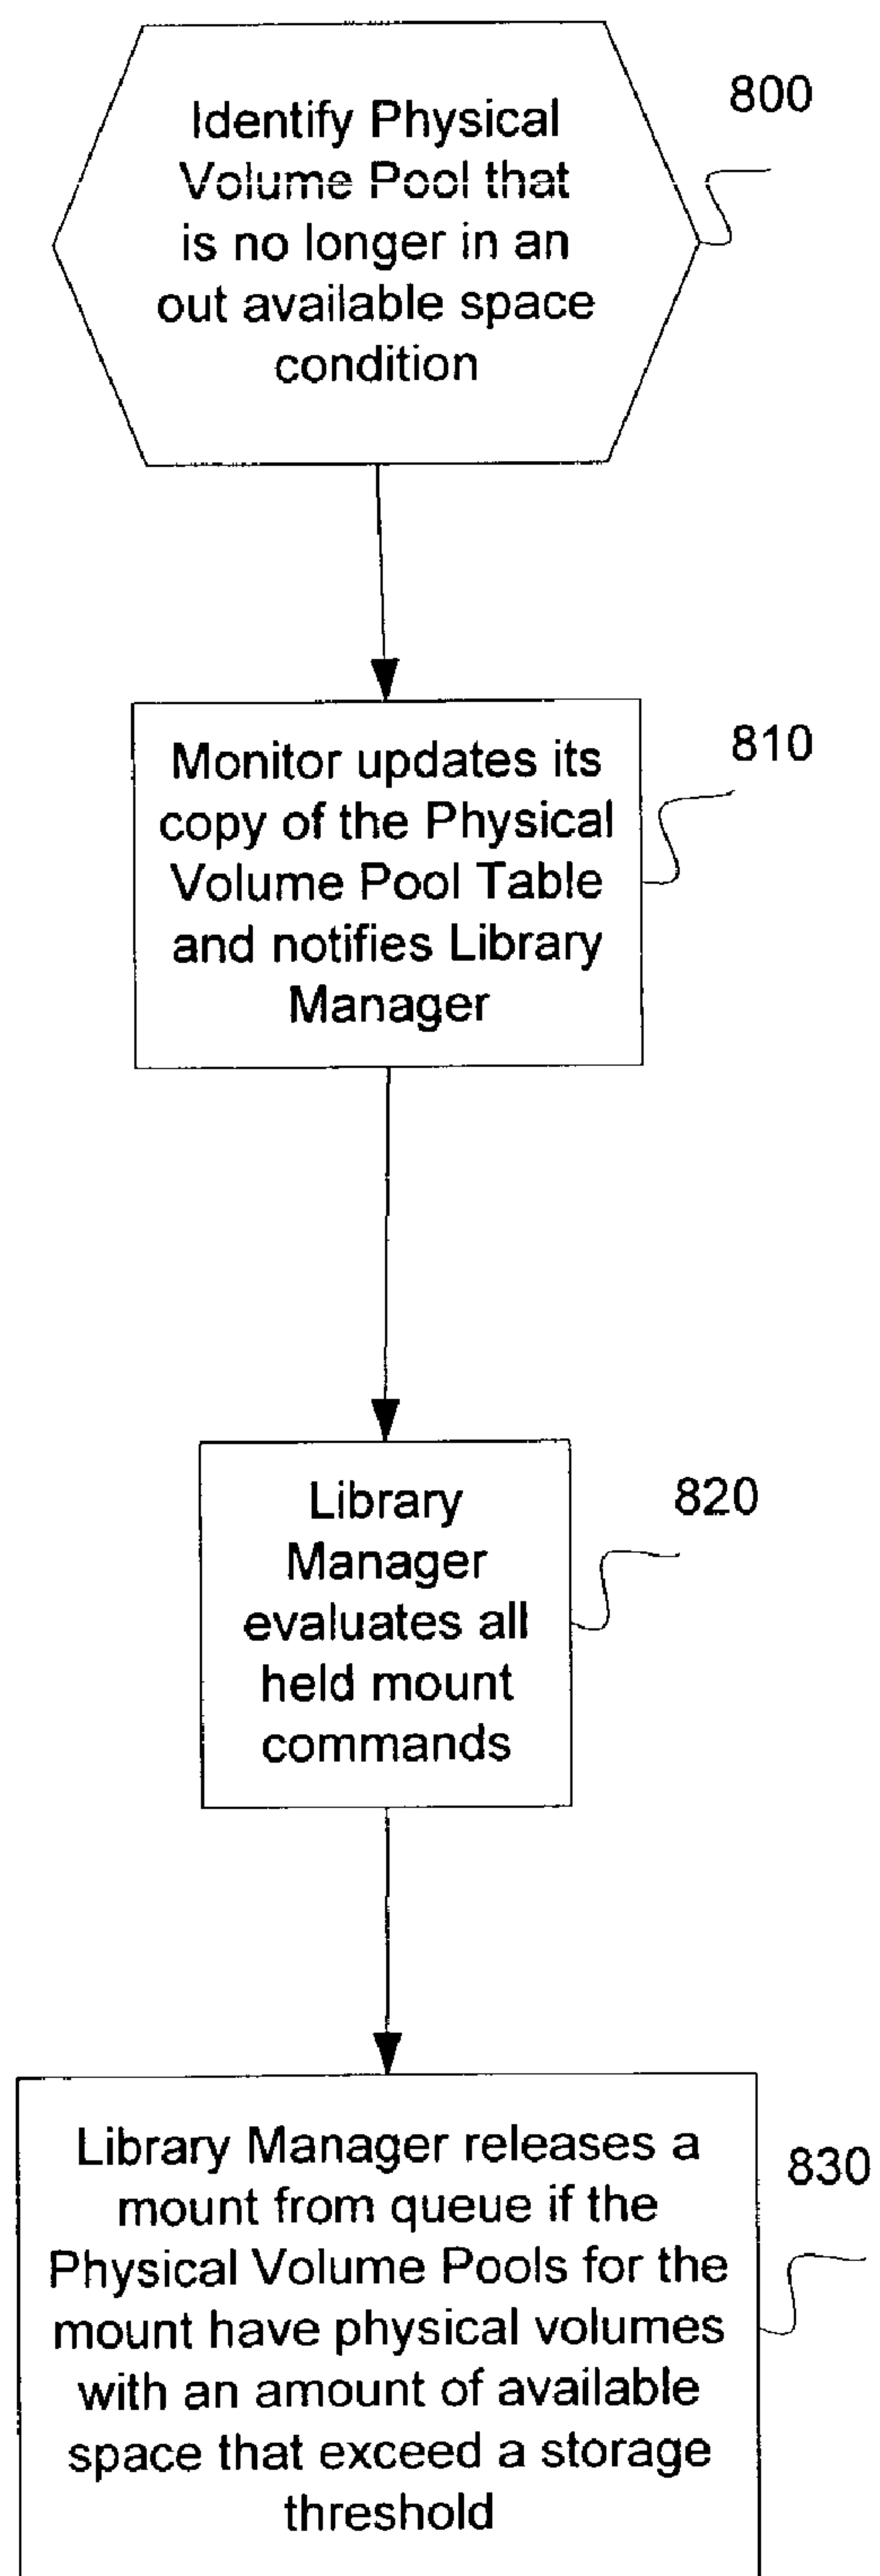 Identify Physical
Volume Pool that
is no longer in an
out available space
condition
800
Monitor updates its
copy of the Physical
Volume Pool Table
and notifies Library
Manager
810
Library
Manager
evaluates all
held mount
commands
820
Library Manager releases a
mount from queue if the
Physical Volume Pools for the
mount have physical volumes
with an amount of available
space that exceed a storage
threshold
830